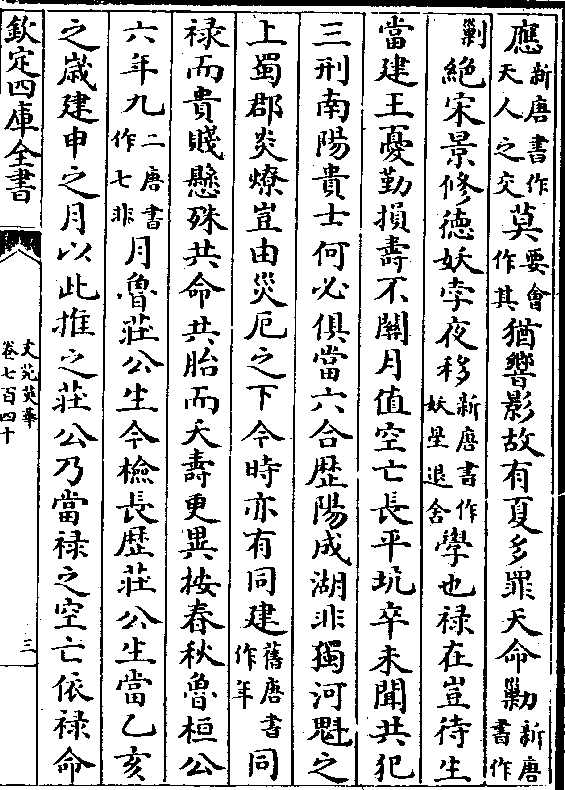 應新唐書作天人之交莫要會作其猶響影故有夏多罪天命勦新唐書作
剿絶宋景修德妖孛夜移新唐書作妖星退舍學也禄在豈待生
當建王憂勤損壽不關月值空亡長平坑卒未聞共犯
三刑南陽貴士何必俱當六合歴陽成湖非獨河魁之
上蜀郡炎燎豈由災厄之下今時亦有同建舊唐書作年同
禄而貴賤懸殊共命共胎而夭壽更異按春秋魯桓公
六年九二唐書作七非月魯莊公生今檢長歴莊公生當乙亥
之歲建申之月以此推之莊公乃當禄之空亡依禄命
欽定四庫全書
文苑英華
卷七百四十
三